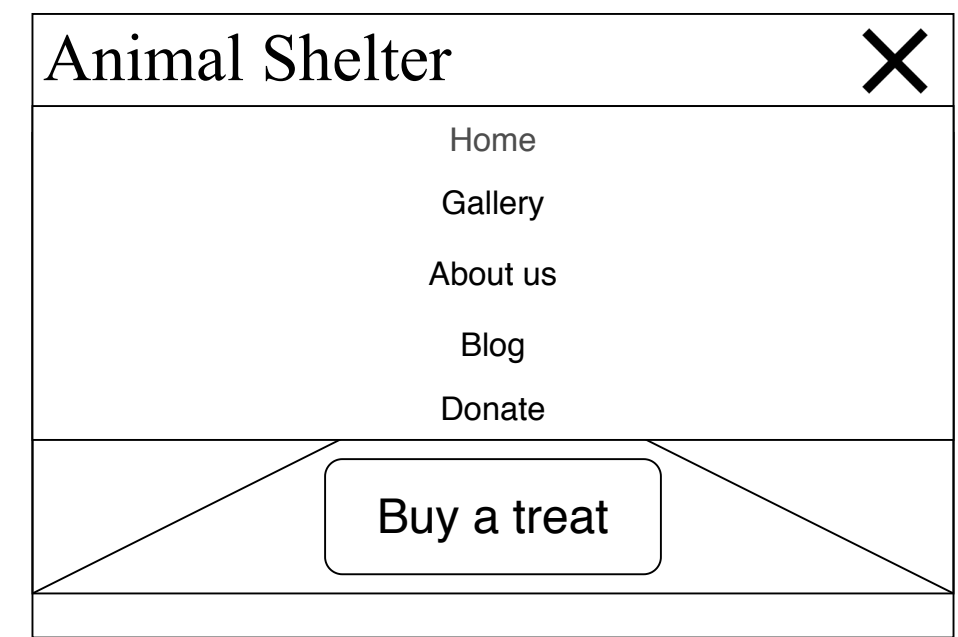 Animal Shelter
Home
Gallery
About us
Blog
Donate
Buy a treat